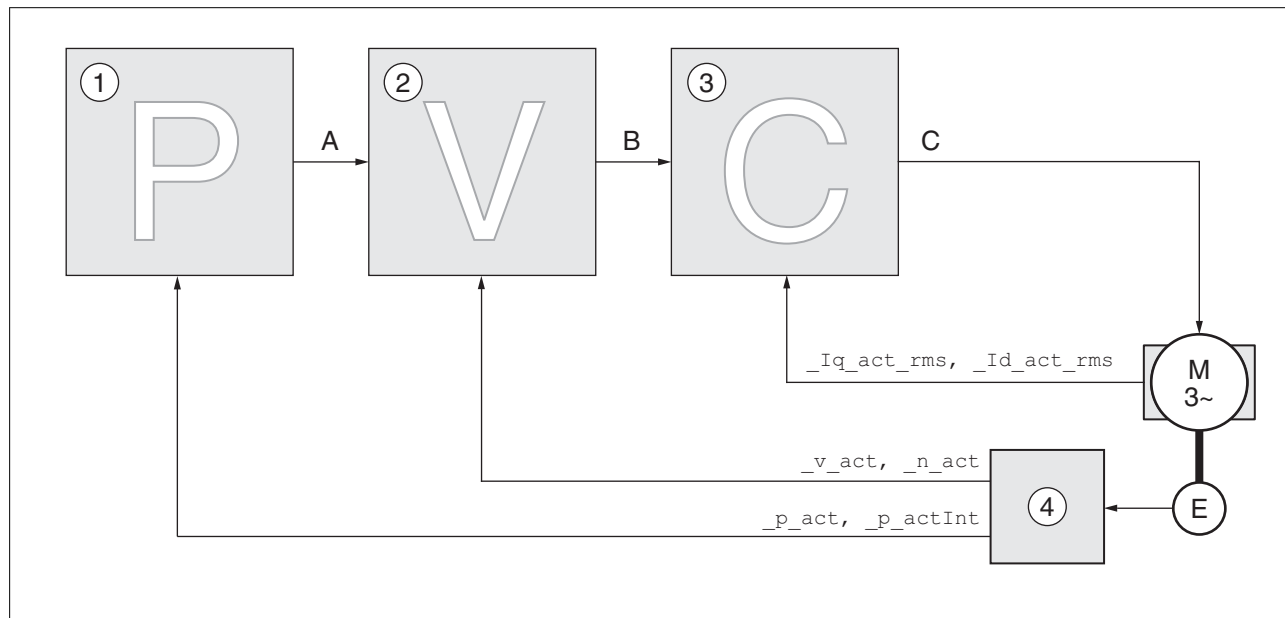 1
P
A
2
V
B
3
C
C
_Iq_act_rms, _Id_act_rms
M
3~
_v_act, _n_act
4
E
_p_act, _p_actInt